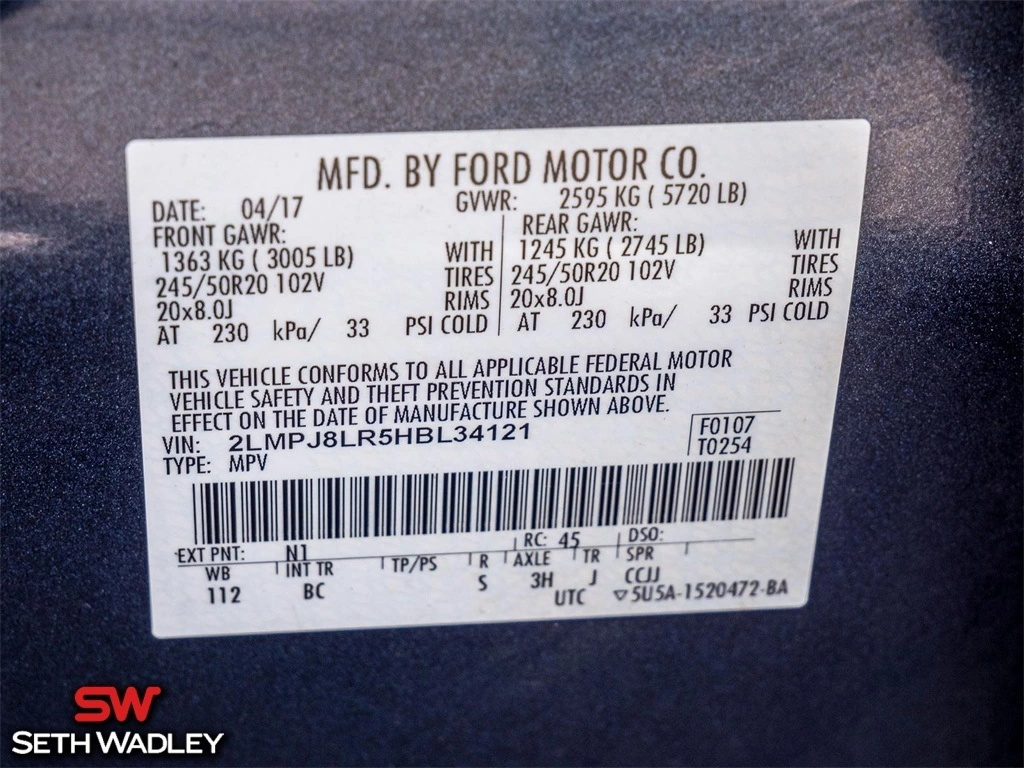 MFD. BY FORD MOTOR CO.
DATE: 04/17 GVWR: 2595 KG ( 5720 LB)
FRONT GAWR: REAR GAWR:
1363 KG ( 3005 LB) WITH 1245 KG ( 2745 LB) WITH
245/50R20 102V TIRES 245/50R20 102V TIRES
20x8.0J RIMS 20x8.0J RIMS
AT 230 kPa/ 33 PSI COLD AT 230 kPa/ 33 PSI COLD
THIS VEHICLE CONFORMS TO ALL APPLICABLE FEDERAL MOTOR
VEHICLE SAFETY AND THEFT PREVENTION STANDARDS IN
EFFECT ON THE DATE OF MANUFACTURE SHOWN ABOVE.
VIN: 2LMPJ8LR5HBL34121 F0107
TYPE: MPV T0254
EXT PNT: N1 RC: 45 DSO:
WB INT TR TP/PS R AXLE TR SPR
112 BC S 3H J CCJJ
UTC ▽5U5A-1520472-BA
SW
SETH WADLEY